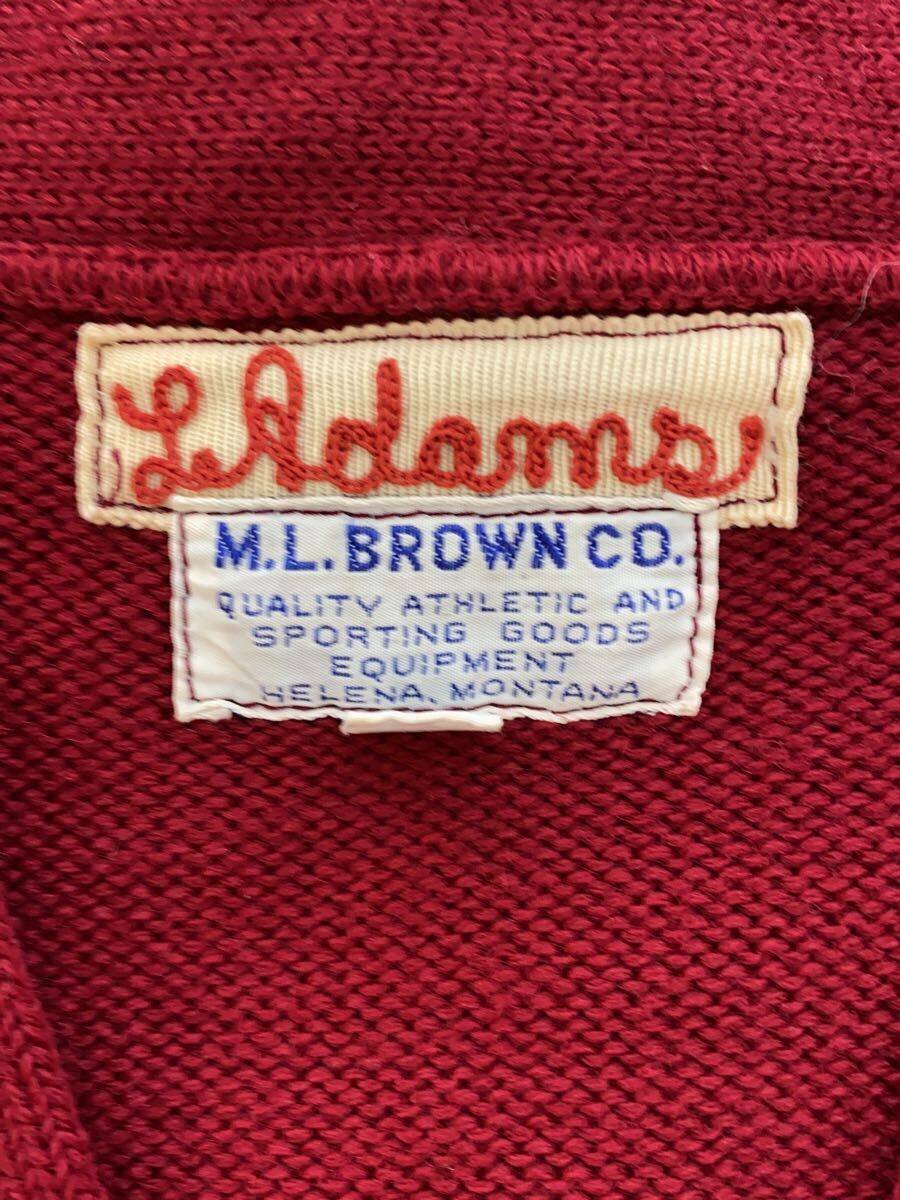 L Adams
M.L. BROWN CO.
QUALITY ATHLETIC AND
SPORTING GOODS
EQUIPMENT
HELENA, MONTANA